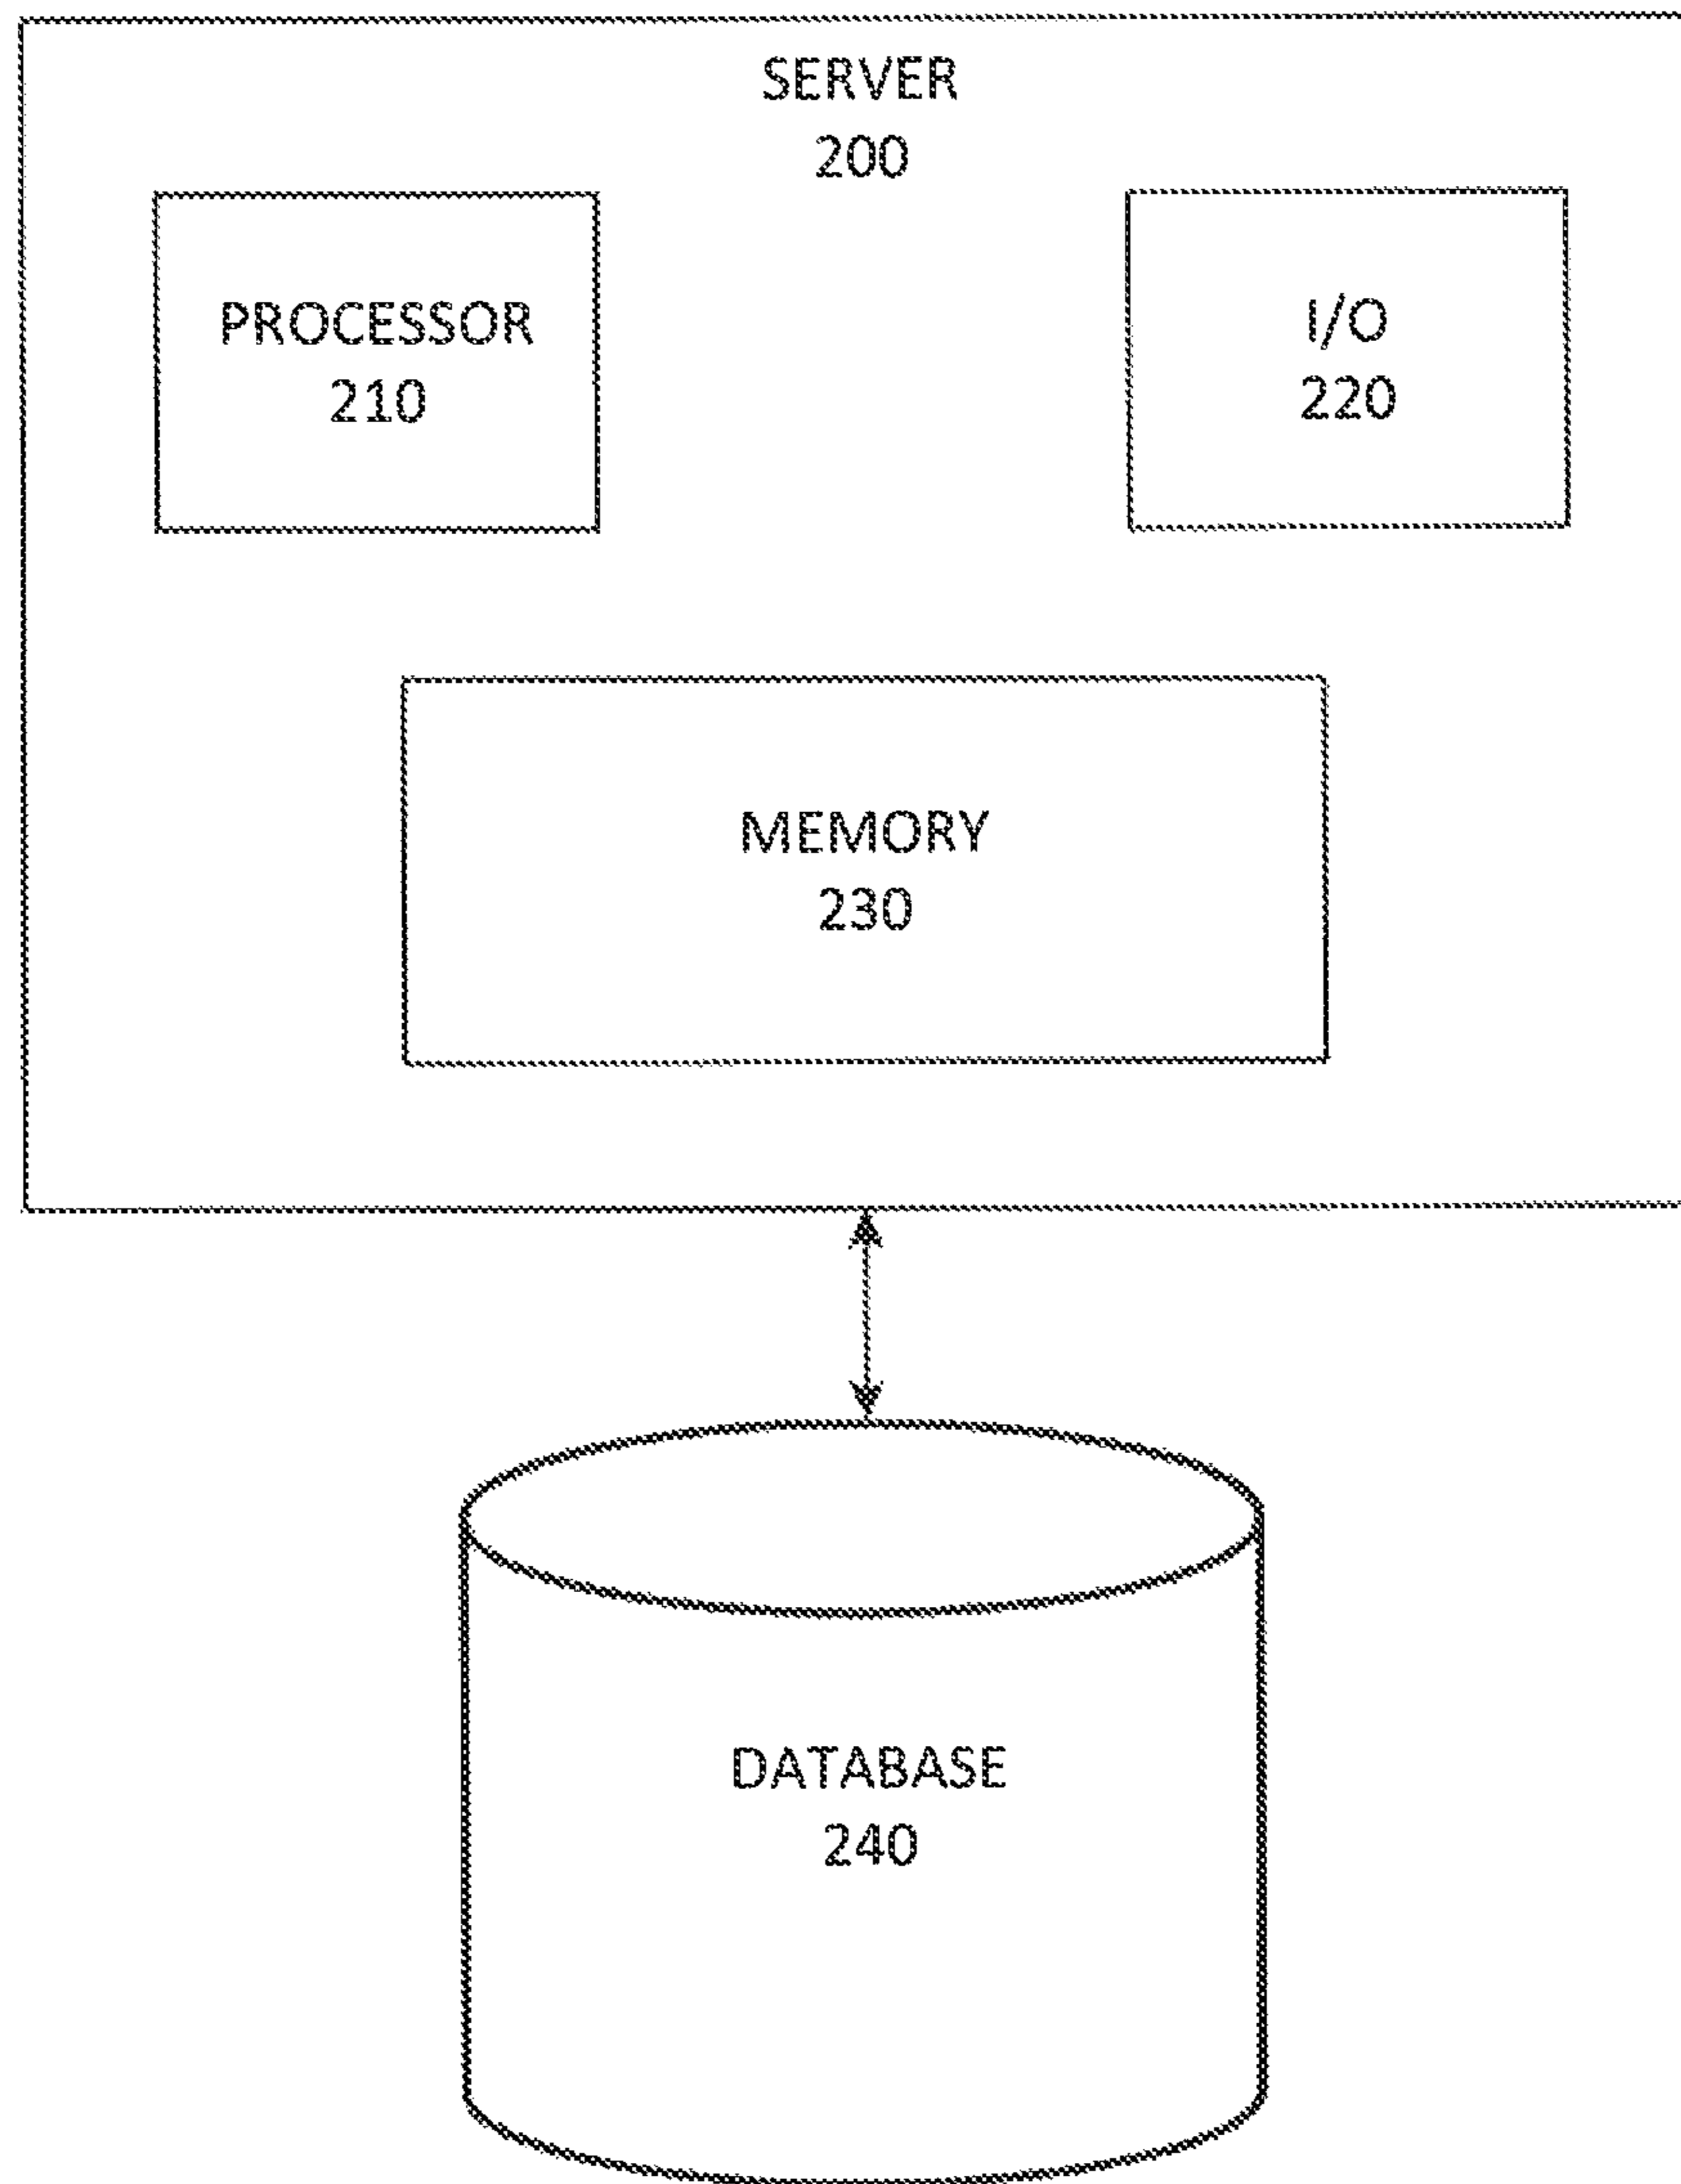 SERVER
200
PROCESSOR
210
I/O
220
MEMORY
230
DATABASE
240